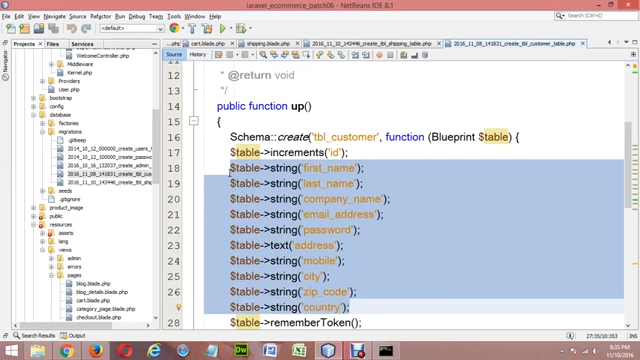 laravel_ecommerce_batch06 - NetBeans IDE 8.1
File Edit View Navigate Source Refactor Run Debug Team Tools Window Help
<default>
Projects Files Services
cart.blade.php shipping.blade.php 2016_11_10_143446_create_tbl_shipping_table.php 2016_11_08_141831_create_tbl_customer_table.php
Source History
WelcomeController.php
Middleware
Kernel.php
Providers
User.php
bootstrap
config
database
factories
migrations
.gitkeep
2014_10_12_000000_create_users_t
2014_10_12_100000_create_passwor
2016_10_16_132037_create_admin_
2016_11_08_141831_create_tbl_cu
2016_11_10_143446_create_tbl_ship
seeds
.gitignore
product_image
public
resources
assets
lang
views
admin
errors
pages
blog.blade.php
blog_details.blade.php
cart.blade.php
category_page.blade.php
checkout.blade.php
11
12 * @return void
13 */
14 public function up()
15 {
16 Schema::create('tbl_customer', function (Blueprint $table) {
17 $table->increments('id');
18 $table->string('first_name');
19 $table->string('last_name');
20 $table->string('company_name');
21 $table->string('email_address');
22 $table->string('password');
23 $table->text('address');
24 $table->string('mobile');
25 $table->string('city');
26 $table->string('zip_code');
$table->string('country');
28 $table->rememberToken();
Search Results Output
27:35/10:353 INS
8:35 PM
11/10/2016